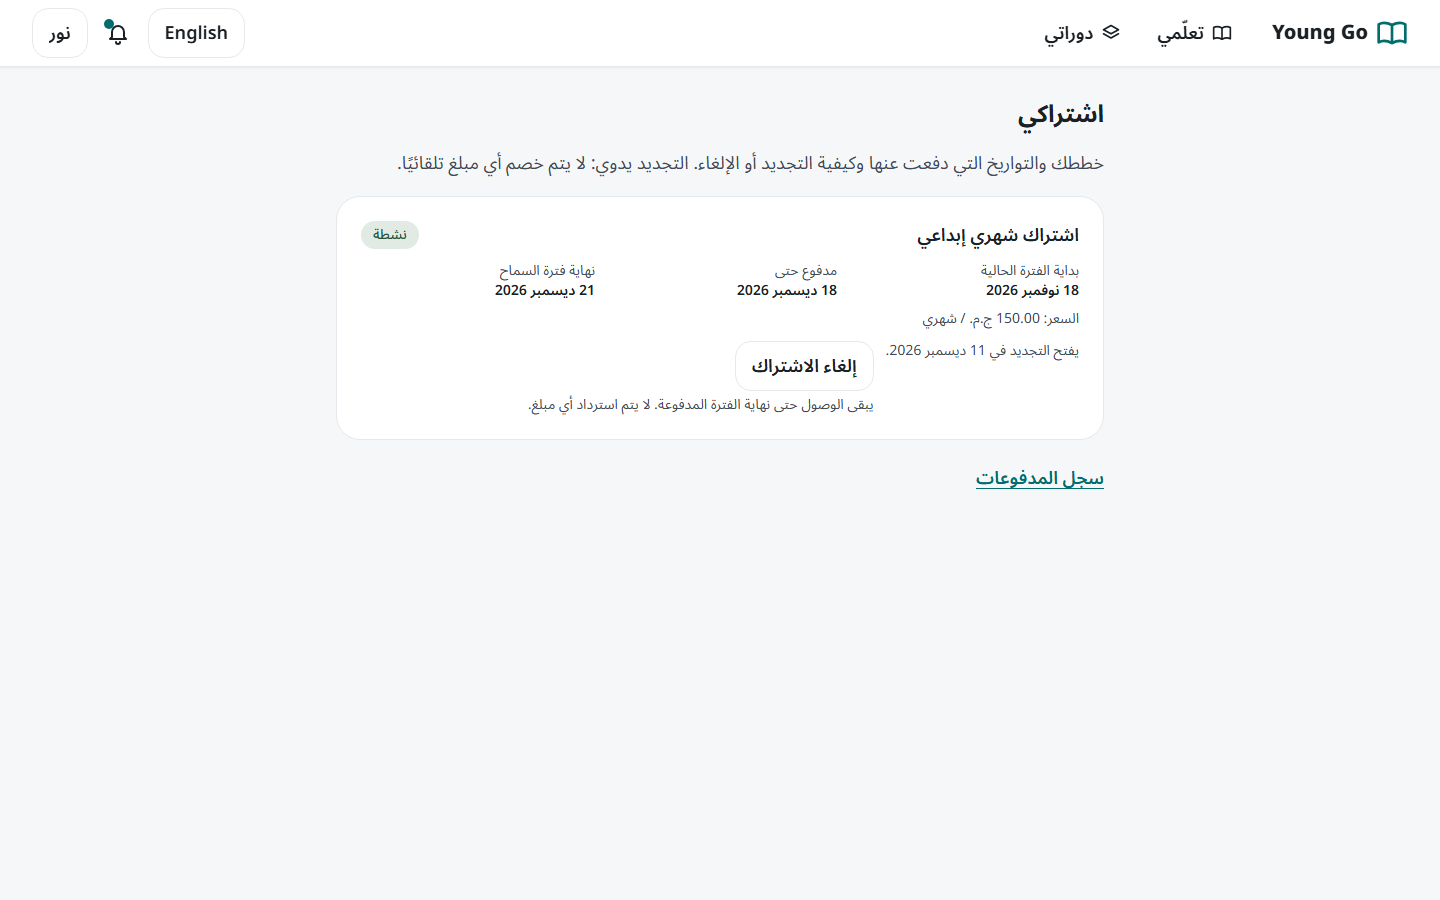 Young Go
تعلّمي
دوراتي
English
نور
اشتراكي
خططك والتواريخ التي دفعت عنها وكيفية التجديد أو الإلغاء. التجديد يدوي: لا يتم خصم أي مبلغ تلقائيًا.
اشتراك شهري إبداعي
نشطة
بداية الفترة الحالية
18 نوفمبر 2026
مدفوع حتى
18 ديسمبر 2026
نهاية فترة السماح
21 ديسمبر 2026
السعر: 150.00 ج.م. / شهري
يفتح التجديد في 11 ديسمبر 2026.
إلغاء الاشتراك
يبقى الوصول حتى نهاية الفترة المدفوعة. لا يتم استرداد أي مبلغ.
سجل المدفوعات